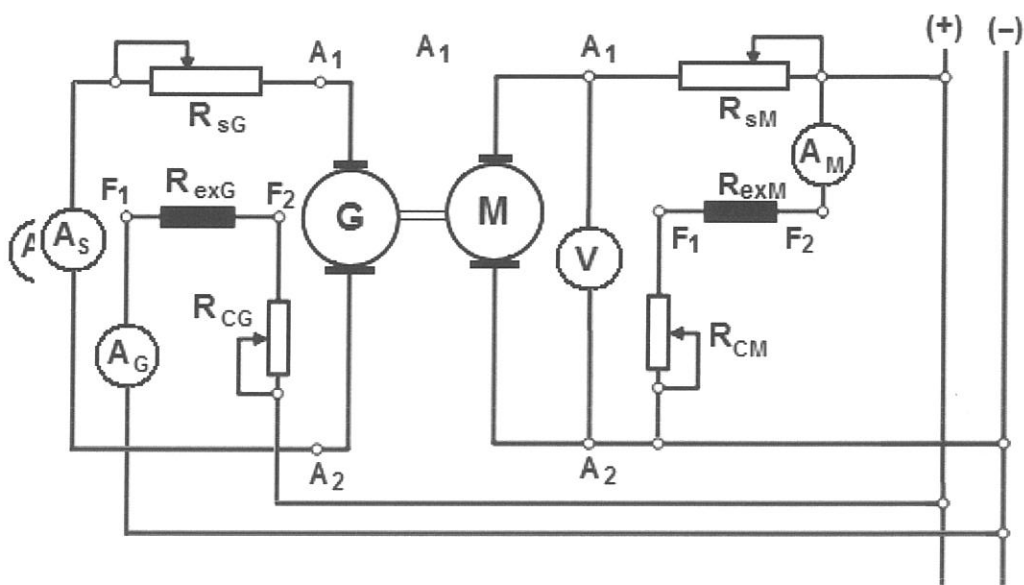 (+) (–)
A1 A1 A1
RsG RsM
AM
F1 RexG F2 RexM
G M F1 F2
AS V
RCG RCM
AG
A2 A2